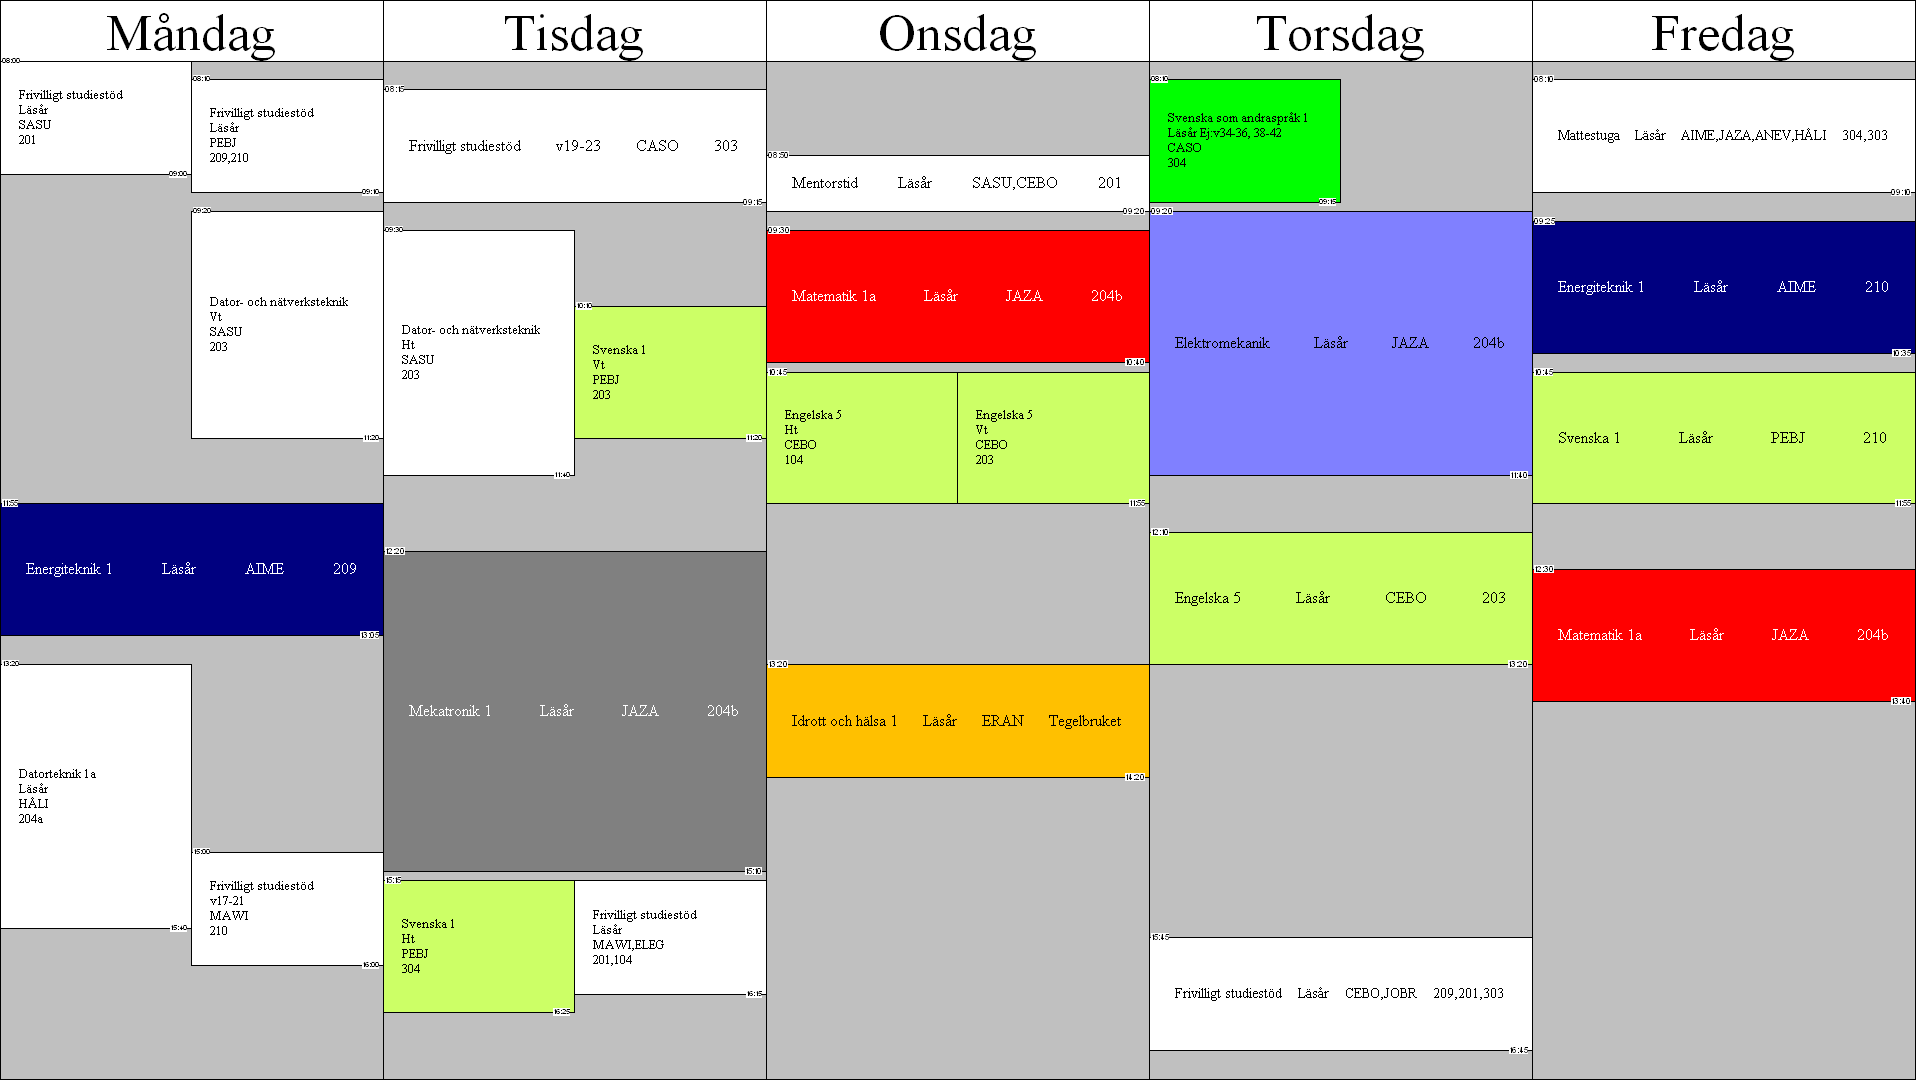 Måndag
08:00
Frivilligt studiestöd
Läsår
SASU
201
09:00
08:10
Frivilligt studiestöd
Läsår
PEBJ
209,210
09:10
09:20
Dator- och nätverksteknik
Vt
SASU
203
11:20
11:55
Energiteknik 1 Läsår AIME 209
13:05
13:20
Datorteknik 1a
Läsår
HÅLI
204a
15:40
15:00
Frivilligt studiestöd
v17-21
MAWI
210
16:00
Tisdag
08:15
Frivilligt studiestöd v19-23 CASO 303
09:15
09:30
Dator- och nätverksteknik
Ht
SASU
203
11:40
10:10
Svenska 1
Vt
PEBJ
203
11:20
12:20
Mekatronik 1 Läsår JAZA 204b
15:10
15:15
Svenska 1
Ht
PEBJ
304
16:25
Frivilligt studiestöd
Läsår
MAWI,ELEG
201,104
16:15
Onsdag
08:50
Mentorstid Läsår SASU,CEBO 201
09:20
09:30
Matematik 1a Läsår JAZA 204b
10:40
10:45
Engelska 5
Ht
CEBO
104
Engelska 5
Vt
CEBO
203
11:55
13:20
Idrott och hälsa 1 Läsår ERAN Tegelbruket
14:20
Torsdag
08:10
Svenska som andraspråk 1
Läsår Ej:v34-36, 38-42
CASO
304
09:15
09:20
Elektromekanik Läsår JAZA 204b
11:40
12:10
Engelska 5 Läsår CEBO 203
13:20
15:45
Frivilligt studiestöd Läsår CEBO,JOBR 209,201,303
16:45
Fredag
08:10
Mattestuga Läsår AIME,JAZA,ANEV,HÅLI 304,303
09:10
09:25
Energiteknik 1 Läsår AIME 210
10:35
10:45
Svenska 1 Läsår PEBJ 210
11:55
12:30
Matematik 1a Läsår JAZA 204b
13:40